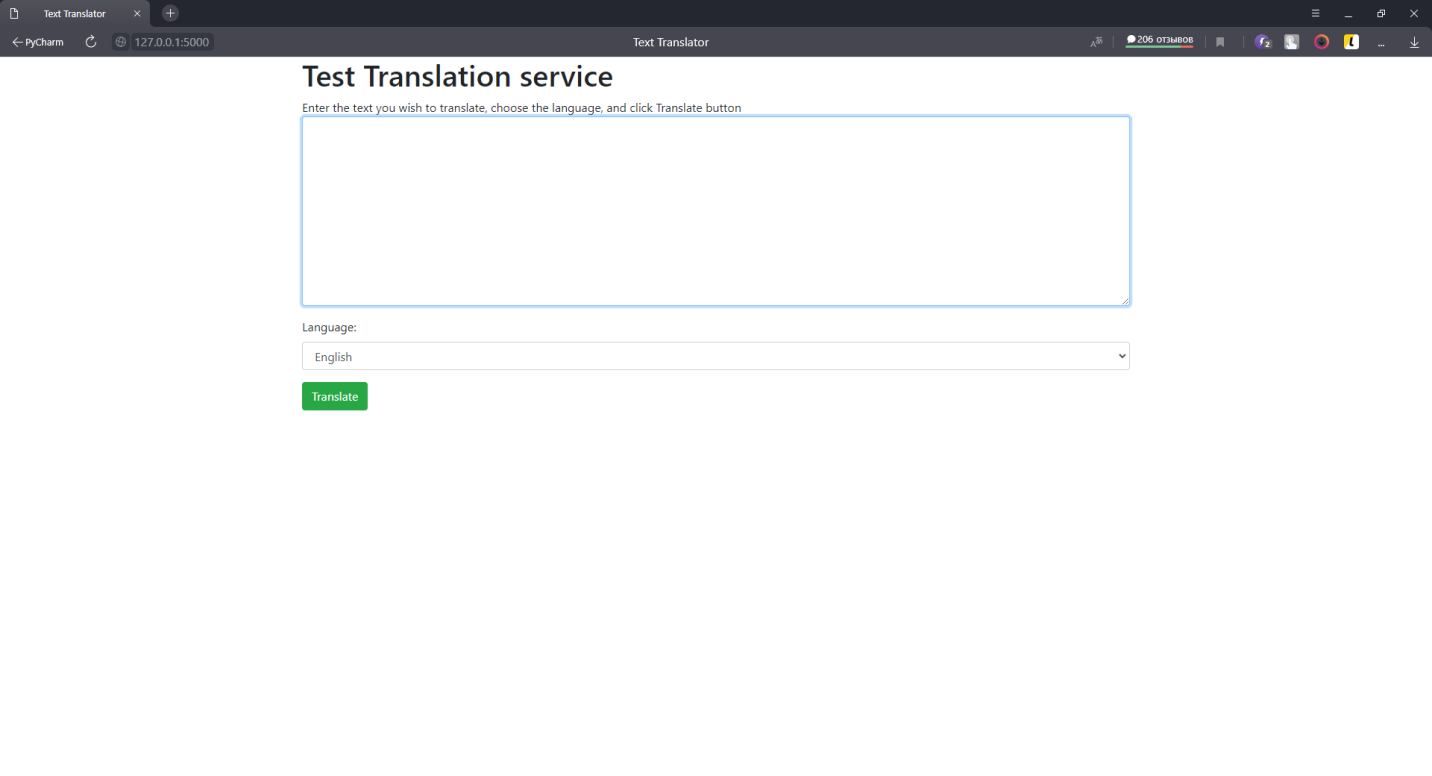 Text Translator
PyCharm
127.0.0.1:5000
Text Translator
206 отзывов
2
Test Translation service
Enter the text you wish to translate, choose the language, and click Translate button
Language:
English
Translate